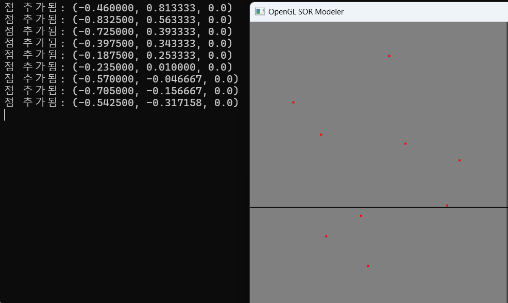 점 추가됨: (-0.460000, 0.813333, 0.0)
점 추가됨: (-0.832500, 0.563333, 0.0)
점 추가됨: (-0.725000, 0.393333, 0.0)
점 추가됨: (-0.397500, 0.343333, 0.0)
점 추가됨: (-0.187500, 0.253333, 0.0)
점 추가됨: (-0.235000, 0.010000, 0.0)
점 추가됨: (-0.570000, -0.046667, 0.0)
점 추가됨: (-0.705000, -0.156667, 0.0)
점 추가됨: (-0.542500, -0.317158, 0.0)
OpenGL SOR Modeler